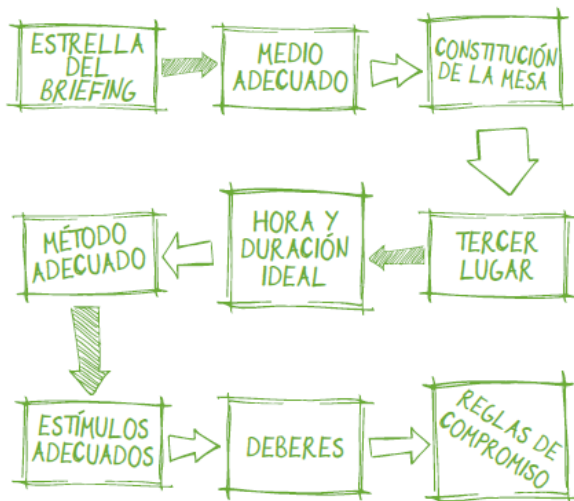 ESTRELLA
DEL
BRIEFING
MEDIO
ADECUADO
CONSTITUCIÓN
DE LA MESA
TERCER
LUGAR
HORA Y
DURACIÓN
IDEAL
MÉTODO
ADECUADO
ESTÍMULOS
ADECUADOS
DEBERES
REGLAS DE
COMPROMISO